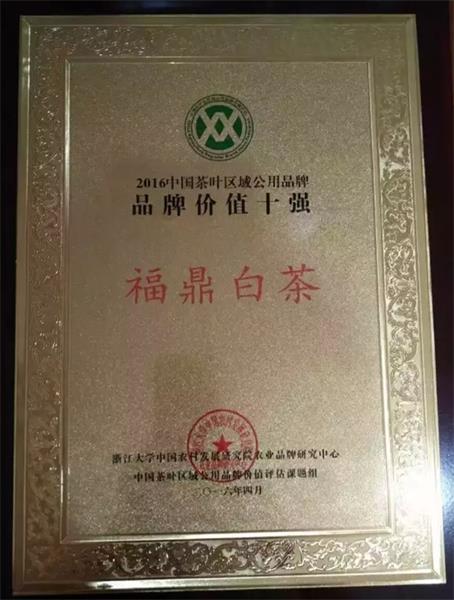 2016中国茶叶区域公用品牌
品牌价值十强
福鼎白茶
浙江大学中国农村发展研究院农业品牌研究中心
中国茶叶区域公用品牌价值评估课题组
二〇一六年四月